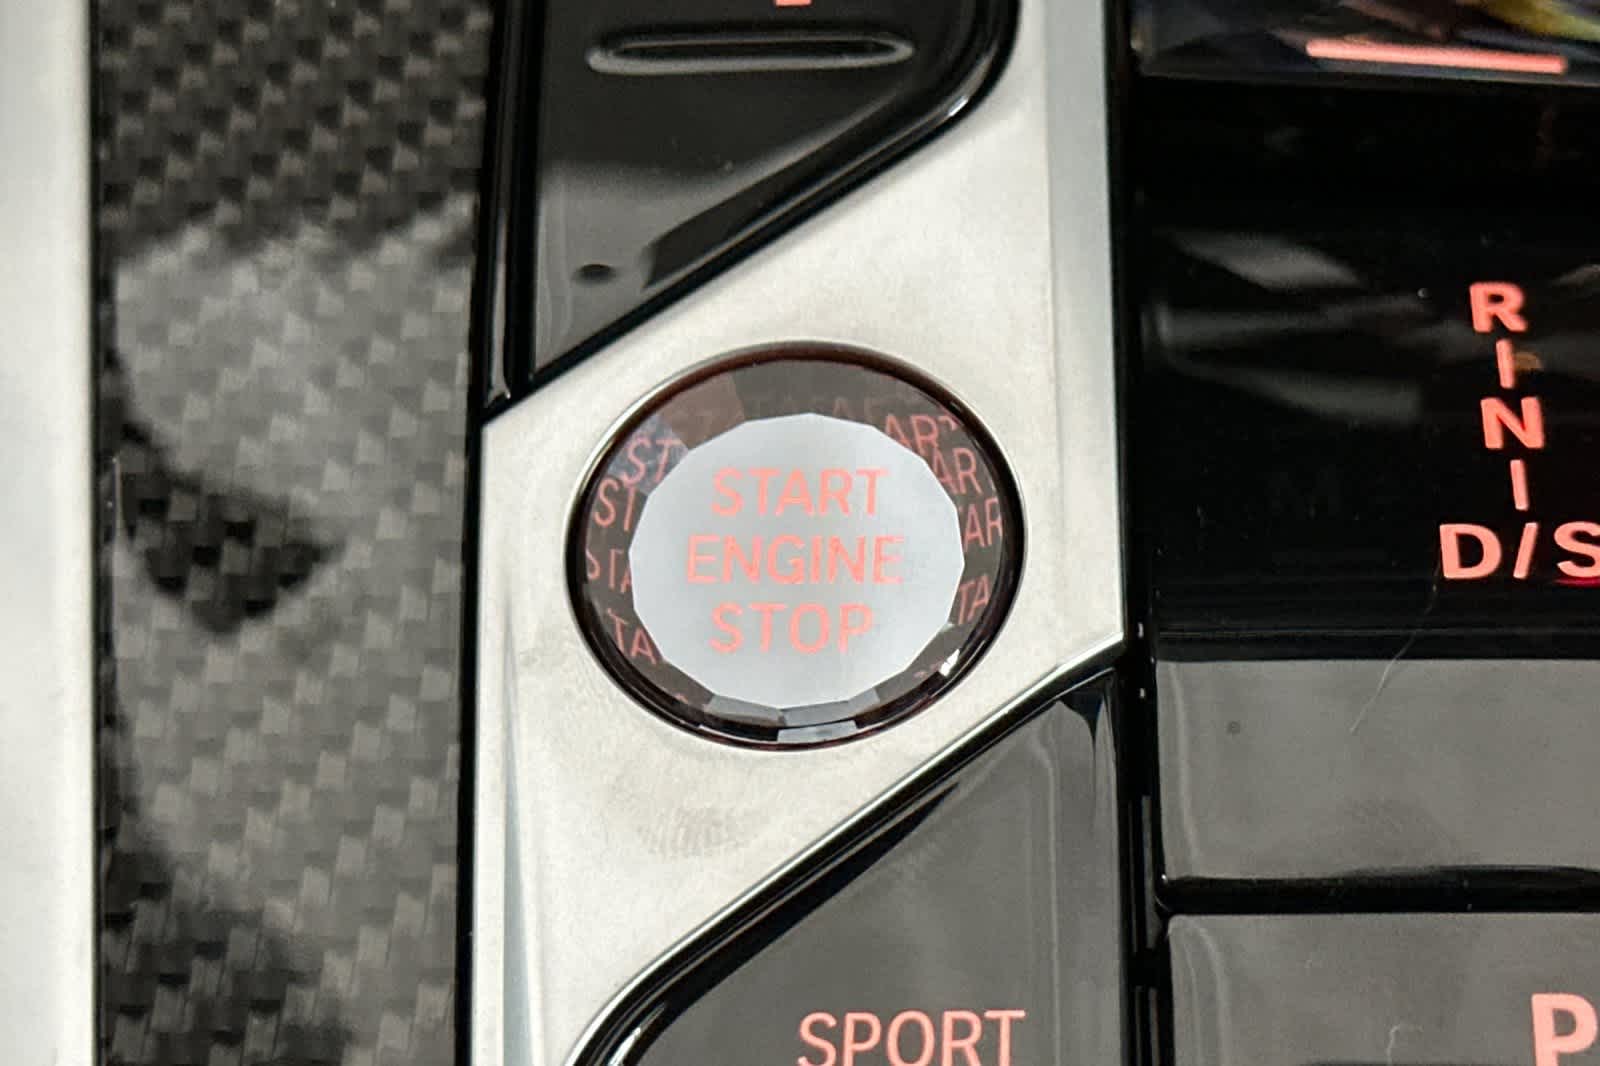 START
ENGINE
STOP
R
N
D/S
SPORT
P